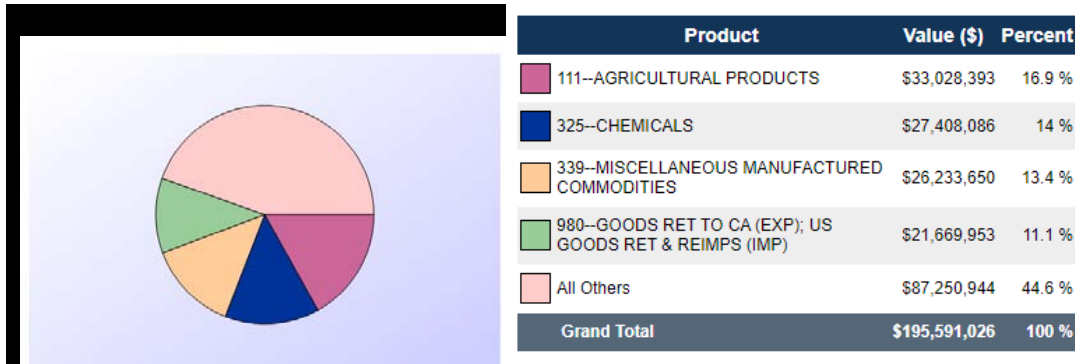 Product Value ($) Percent
111--AGRICULTURAL PRODUCTS $33,028,393 16.9 %
325--CHEMICALS $27,408,086 14 %
339--MISCELLANEOUS MANUFACTURED
COMMODITIES $26,233,650 13.4 %
980--GOODS RET TO CA (EXP); US
GOODS RET & REIMPS (IMP) $21,669,953 11.1 %
All Others $87,250,944 44.6 %
Grand Total $195,591,026 100 %